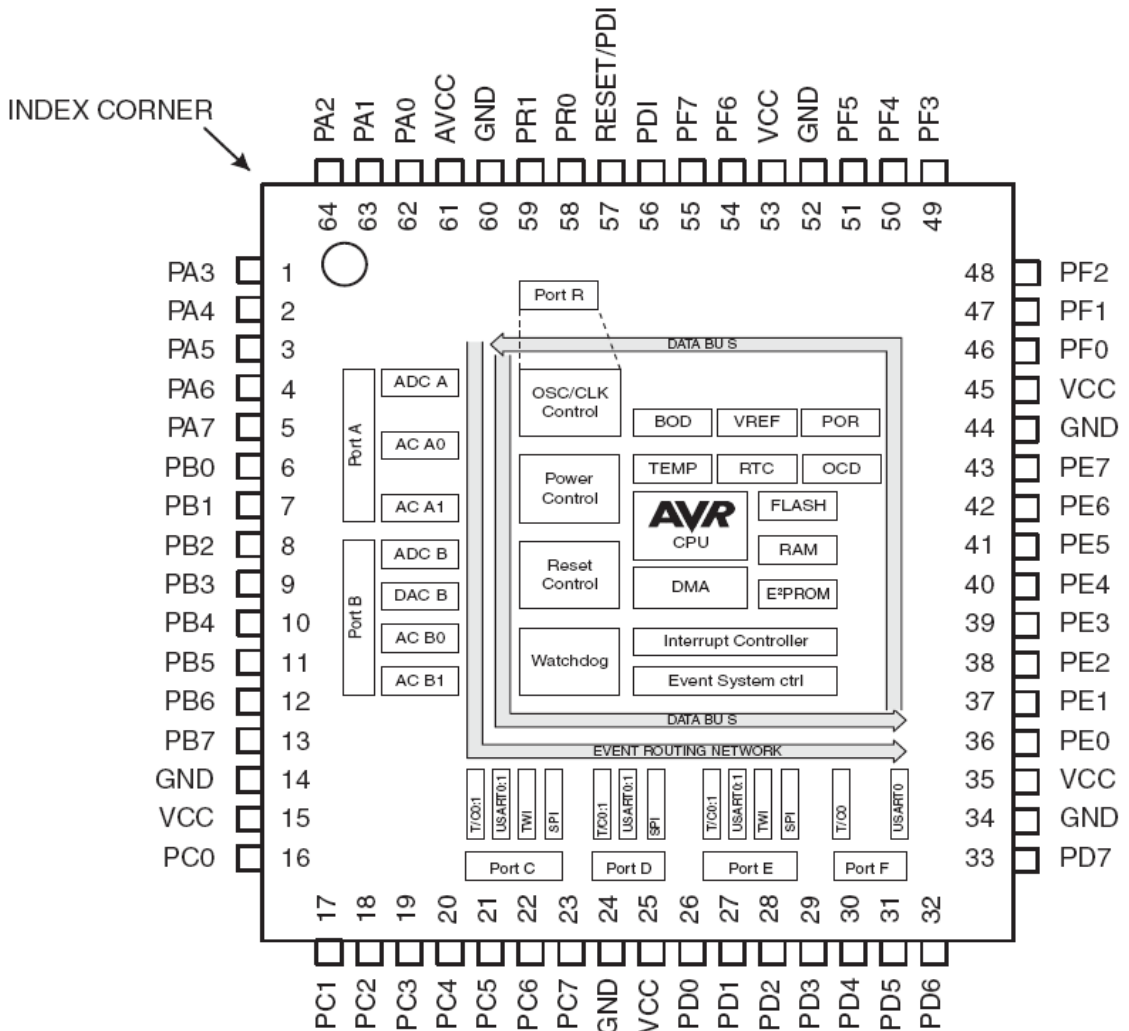 INDEX CORNER
PA2
PA1
PA0
AVCC
GND
PR1
PR0
RESET/PDI
PDI
PF7
PF6
VCC
GND
PF5
PF4
PF3
64
63
62
61
60
59
58
57
56
55
54
53
52
51
50
49
PA3 1
PA4 2
PA5 3
PA6 4
PA7 5
PB0 6
PB1 7
PB2 8
PB3 9
PB4 10
PB5 11
PB6 12
PB7 13
GND 14
VCC 15
PC0 16
48 PF2
47 PF1
46 PF0
45 VCC
44 GND
43 PE7
42 PE6
41 PE5
40 PE4
39 PE3
38 PE2
37 PE1
36 PE0
35 VCC
34 GND
33 PD7
Port R
DATA BUS
Port A
ADC A
AC A0
AC A1
Port B
ADC B
DAC B
AC B0
AC B1
OSC/CLK
Control
Power
Control
Reset
Control
Watchdog
BOD
VREF
POR
TEMP
RTC
OCD
AVR
CPU
FLASH
RAM
DMA
E²PROM
Interrupt Controller
Event System ctrl
DATA BUS
EVENT ROUTING NETWORK
T/C0:1
USART0:1
TWI
SPI
T/C0:1
USART0:1
SPI
T/C0:1
USART0:1
TWI
SPI
T/C0
USART0
Port C
Port D
Port E
Port F
17
18
19
20
21
22
23
24
25
26
27
28
29
30
31
32
PC1
PC2
PC3
PC4
PC5
PC6
PC7
GND
VCC
PD0
PD1
PD2
PD3
PD4
PD5
PD6